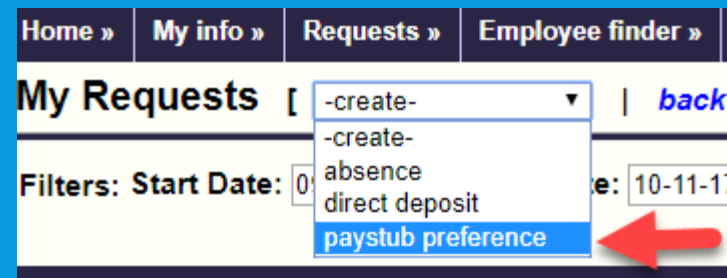 Home » My info » Requests » Employee finder »
My Requests [ -create- ▼ | back
-create-
absence
Filters: Start Date: 0 e: 10-11-1
direct deposit
paystub preference